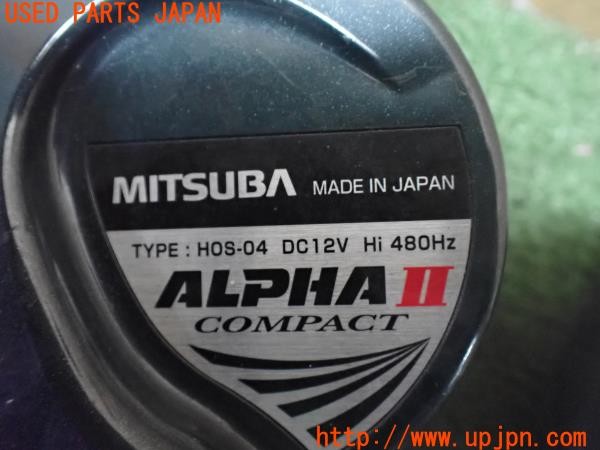 USED PARTS JAPAN
MITSUBA MADE IN JAPAN
TYPE : HOS-04 DC12V Hi 480Hz
ALPHA II
COMPACT
http://www.upjpn.com/